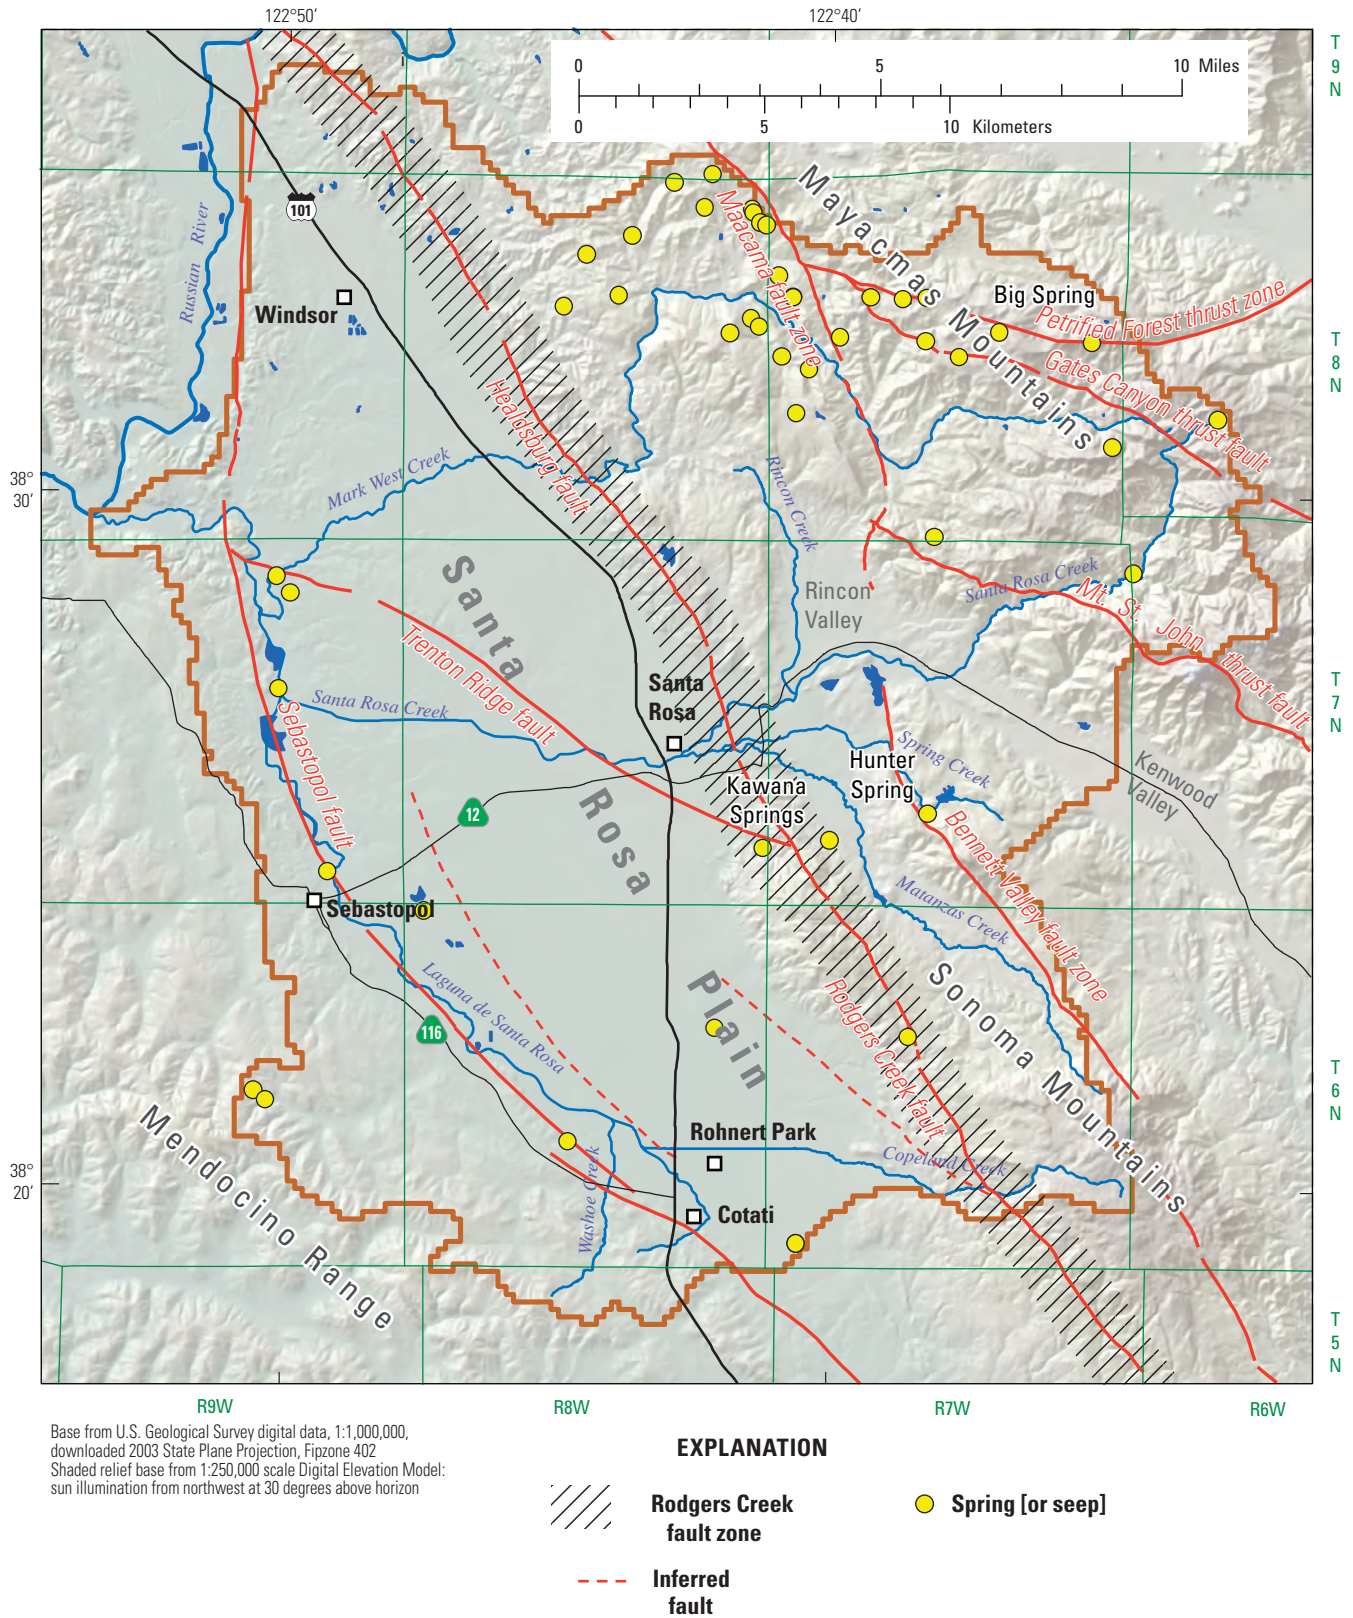 122°50'
122°40'
T
9
N
0
5
10 Miles
0
5
10 Kilometers
101
Russian River
Windsor
Mayacmas Mountains
Maacama fault zone
Big Spring
Petrified Forest thrust zone
Gates Canyon thrust fault
T
8
N
Healdsburg fault
Mark West Creek
Rincon Creek
38°
30'
Santa Rosa Plain
Rincon
Valley
Santa Rosa Creek
Mt. St. John thrust fault
Trenton Ridge fault
Santa
Rosa
T
7
N
Santa Rosa Creek
Sebastopol fault
Spring Creek
Hunter
Spring
Kenwood
Valley
Kawana
Springs
12
Bennett Valley fault zone
Sebastopol
Matanzas Creek
Laguna de Santa Rosa
116
Rodgers Creek fault
Sonoma Mountains
T
6
N
Mendocino Range
Rohnert Park
Copeland Creek
38°
20'
Washoe Creek
Cotati
T
5
N
R9W
R8W
R7W
R6W
Base from U.S. Geological Survey digital data, 1:1,000,000,
downloaded 2003 State Plane Projection, Fipzone 402
Shaded relief base from 1:250,000 scale Digital Elevation Model:
sun illumination from northwest at 30 degrees above horizon
EXPLANATION
Rodgers Creek
fault zone
Spring [or seep]
Inferred
fault